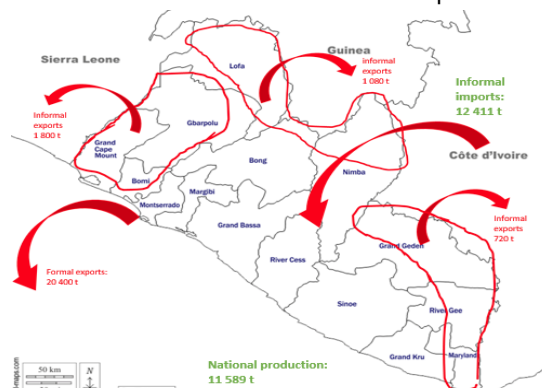 Sierra Leone
Guinea
Lofa
informal
exports
1 080 t
Informal
imports:
12 411 t
Informal
exports
1 800 t
Gbarpolu
Grand
Cape
Mount
Bomi
Bong
Nimba
Côte d'Ivoire
Montserrado
Margibi
Grand Bassa
Informal
exports
720 t
Grand Gedeh
River Cess
Formal exports:
20 400 t
Sinoe
River Gee
Grand Kru
Maryland
National production:
11 589 t
50 km
N